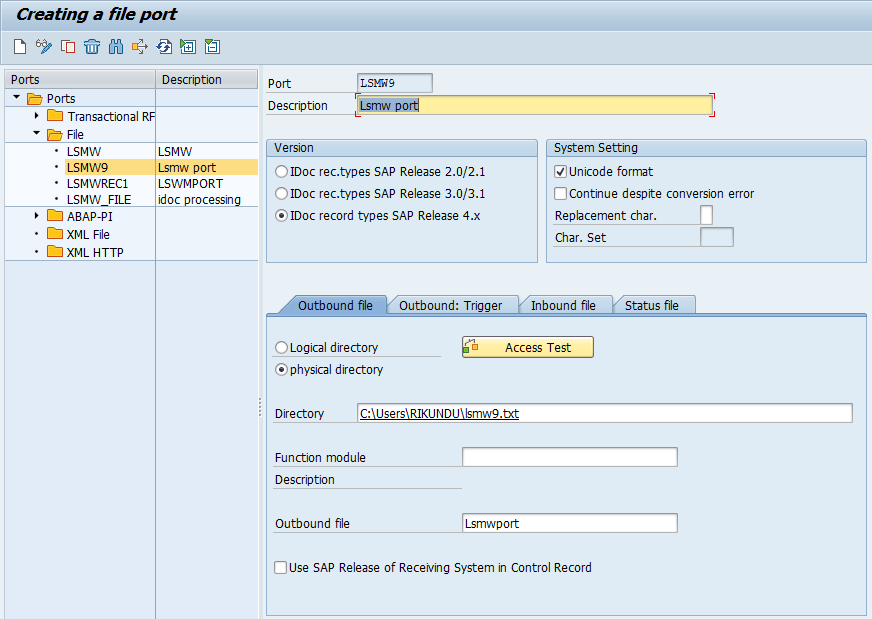 Creating a file port
Ports Description
Ports
Transactional RF
File
LSMW LSMW
LSMW9 Lsmw port
LSMWREC1 LSWMPORT
LSMW_FILE idoc processing
ABAP-PI
XML File
XML HTTP
Port LSMW9
Description Lsmw port
Version
IDoc rec.types SAP Release 2.0/2.1
IDoc rec.types SAP Release 3.0/3.1
IDoc record types SAP Release 4.x
System Setting
Unicode format
Continue despite conversion error
Replacement char.
Char. Set
Outbound file Outbound: Trigger Inbound file Status file
Logical directory Access Test
physical directory
Directory C:\Users\RIKUNDU\lsmw9.txt
Function module
Description
Outbound file Lsmwport
Use SAP Release of Receiving System in Control Record